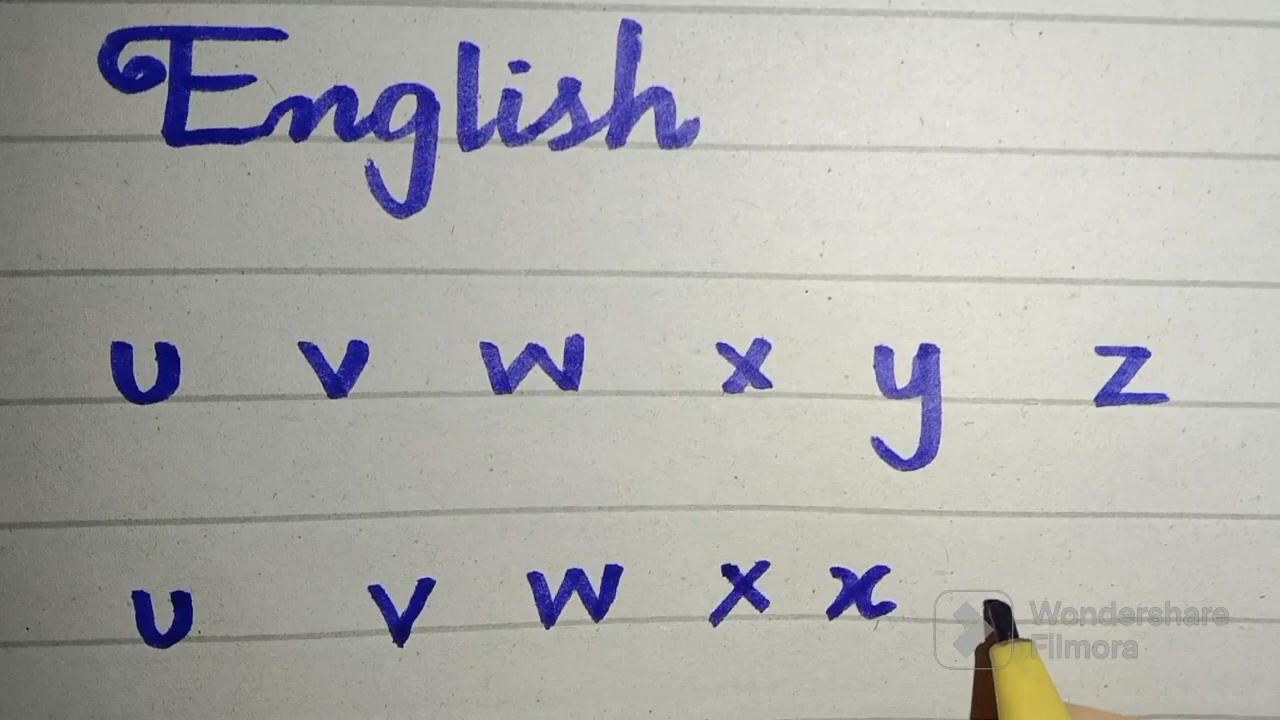 English
u v w x y z
u v w x x
Wondershare
Filmora